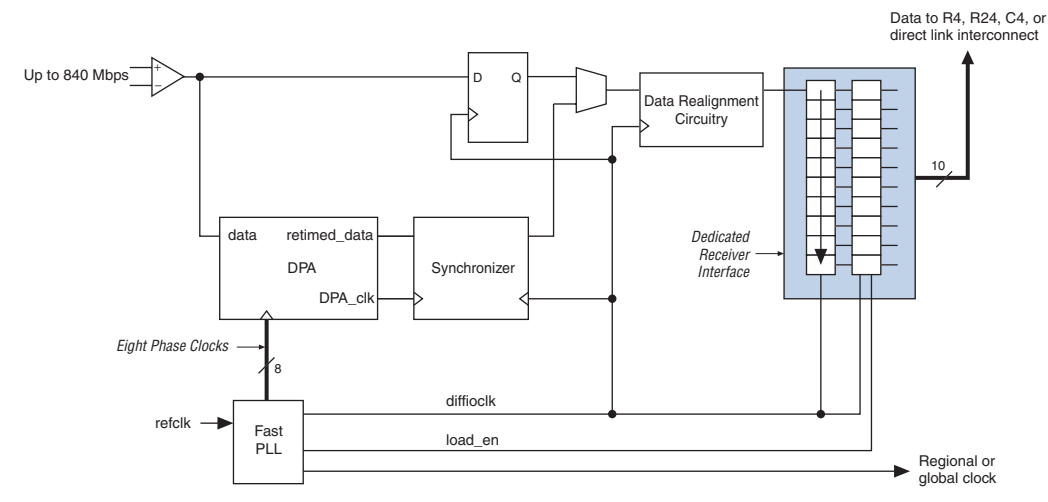 Data to R4, R24, C4, or
direct link interconnect
Up to 840 Mbps
+
−
D Q
Data Realignment
Circuitry
10
data retimed_data
DPA
DPA_clk
Synchronizer
Dedicated
Receiver
Interface
Eight Phase Clocks
8
refclk
Fast
PLL
diffioclk
load_en
Regional or
global clock